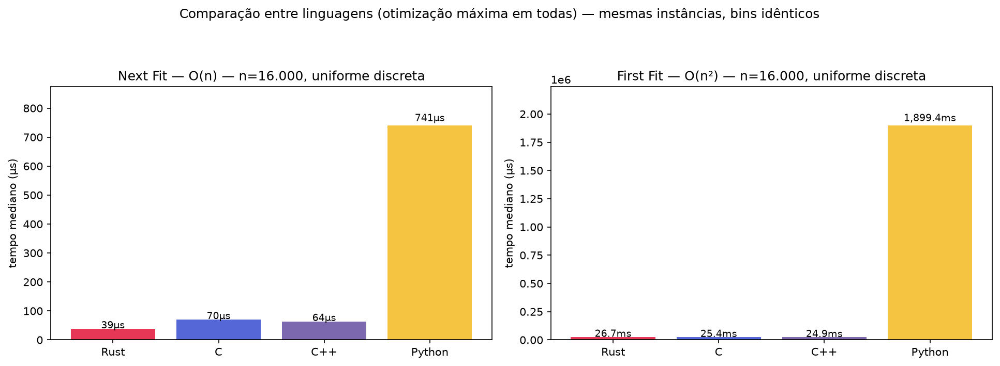 Comparação entre linguagens (otimização máxima em todas) — mesmas instâncias, bins idênticos
Next Fit — O(n) — n=16.000, uniforme discreta
tempo mediano (µs)
800
700
600
500
400
300
200
100
0
39µs
70µs
64µs
741µs
Rust
C
C++
Python
First Fit — O(n²) — n=16.000, uniforme discreta
1e6
tempo mediano (µs)
2.00
1.75
1.50
1.25
1.00
0.75
0.50
0.25
0.00
26.7ms
25.4ms
24.9ms
1,899.4ms
Rust
C
C++
Python